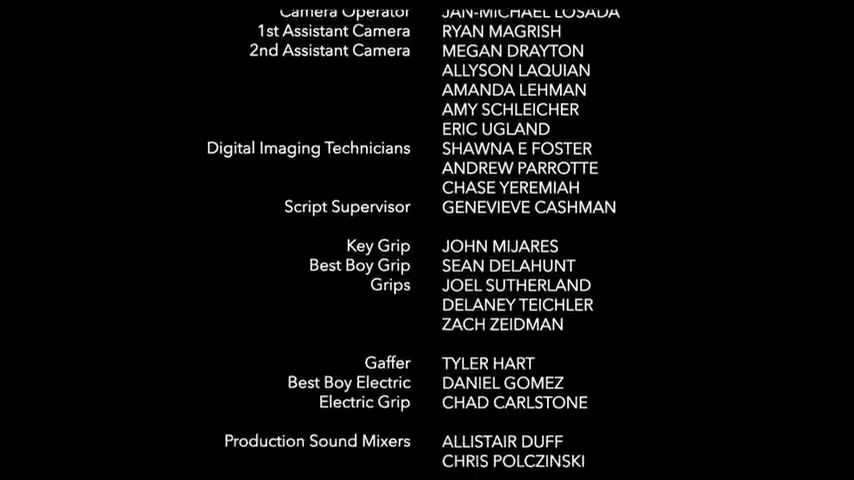 Camera Operator JAN-MICHAEL LOSADA
1st Assistant Camera RYAN MAGRISH
2nd Assistant Camera MEGAN DRAYTON
ALLYSON LAQUIAN
AMANDA LEHMAN
AMY SCHLEICHER
ERIC UGLAND
Digital Imaging Technicians SHAWNA E FOSTER
ANDREW PARROTTE
CHASE YEREMIAH
Script Supervisor GENEVIEVE CASHMAN
Key Grip JOHN MIJARES
Best Boy Grip SEAN DELAHUNT
Grips JOEL SUTHERLAND
DELANEY TEICHLER
ZACH ZEIDMAN
Gaffer TYLER HART
Best Boy Electric DANIEL GOMEZ
Electric Grip CHAD CARLSTONE
Production Sound Mixers ALLISTAIR DUFF
CHRIS POLCZINSKI